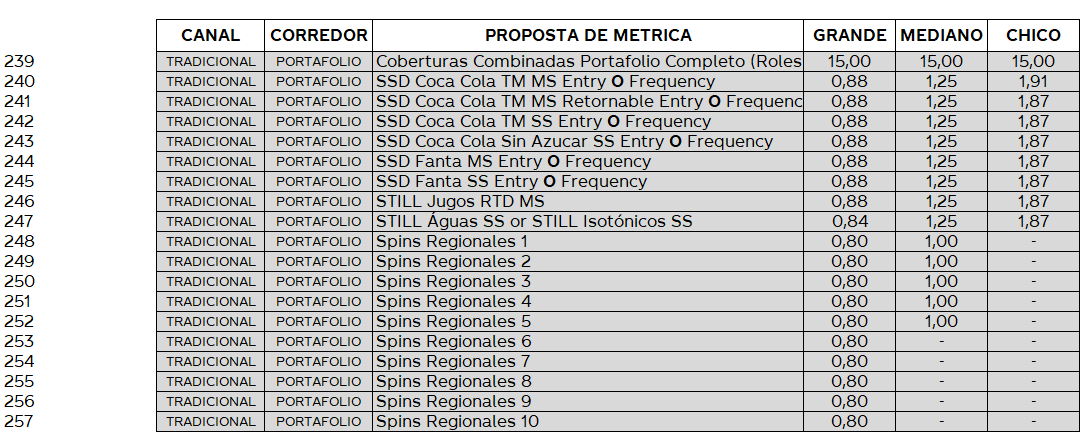 CANAL CORREDOR PROPOSTA DE METRICA GRANDE MEDIANO CHICO
239 TRADICIONAL PORTAFOLIO Coberturas Combinadas Portafolio Completo (Roles 15,00 15,00 15,00
240 TRADICIONAL PORTAFOLIO SSD Coca Cola TM MS Entry O Frequency 0,88 1,25 1,91
241 TRADICIONAL PORTAFOLIO SSD Coca Cola TM MS Retornable Entry O Frequenc 0,88 1,25 1,87
242 TRADICIONAL PORTAFOLIO SSD Coca Cola TM SS Entry O Frequency 0,88 1,25 1,87
243 TRADICIONAL PORTAFOLIO SSD Coca Cola Sin Azucar SS Entry O Frequency 0,88 1,25 1,87
244 TRADICIONAL PORTAFOLIO SSD Fanta MS Entry O Frequency 0,88 1,25 1,87
245 TRADICIONAL PORTAFOLIO SSD Fanta SS Entry O Frequency 0,88 1,25 1,87
246 TRADICIONAL PORTAFOLIO STILL Jugos RTD MS 0,88 1,25 1,87
247 TRADICIONAL PORTAFOLIO STILL Águas SS or STILL Isotónicos SS 0,84 1,25 1,87
248 TRADICIONAL PORTAFOLIO Spins Regionales 1 0,80 1,00 -
249 TRADICIONAL PORTAFOLIO Spins Regionales 2 0,80 1,00 -
250 TRADICIONAL PORTAFOLIO Spins Regionales 3 0,80 1,00 -
251 TRADICIONAL PORTAFOLIO Spins Regionales 4 0,80 1,00 -
252 TRADICIONAL PORTAFOLIO Spins Regionales 5 0,80 1,00 -
253 TRADICIONAL PORTAFOLIO Spins Regionales 6 0,80 - -
254 TRADICIONAL PORTAFOLIO Spins Regionales 7 0,80 - -
255 TRADICIONAL PORTAFOLIO Spins Regionales 8 0,80 - -
256 TRADICIONAL PORTAFOLIO Spins Regionales 9 0,80 - -
257 TRADICIONAL PORTAFOLIO Spins Regionales 10 0,80 - -